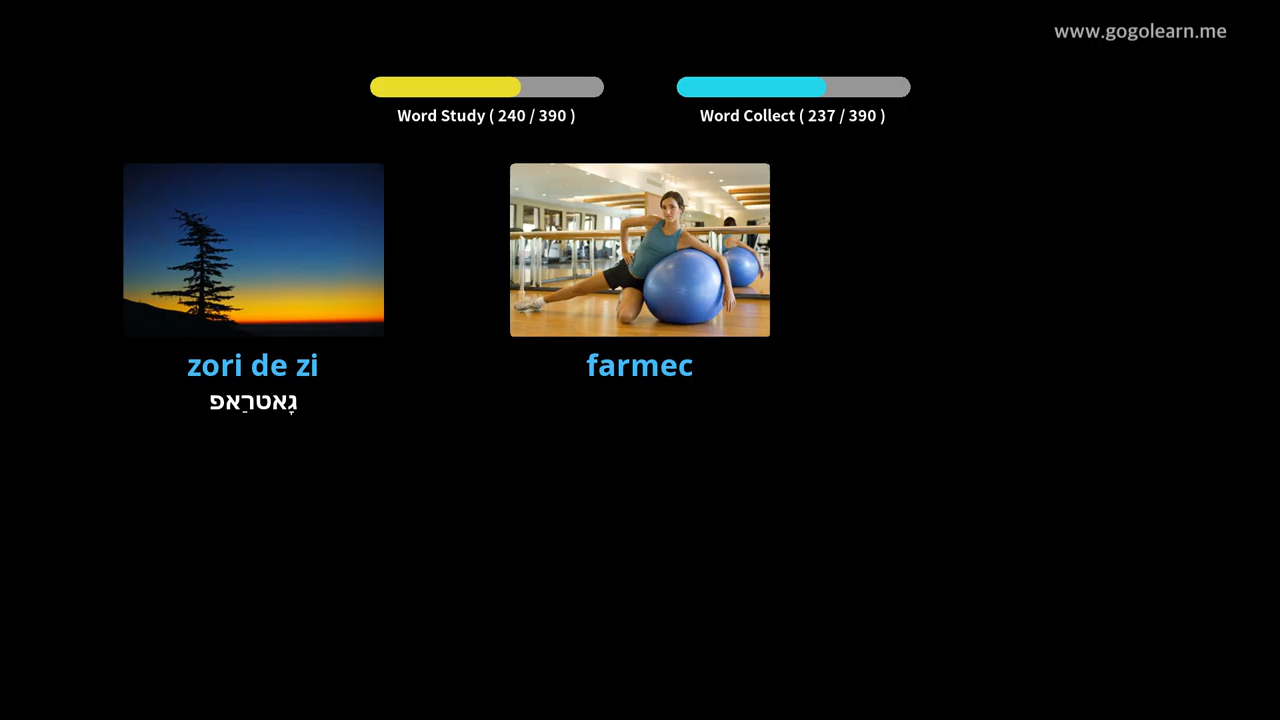 www.gogolearn.me
Word Study ( 240 / 390 )
Word Collect ( 237 / 390 )
zori de zi
גָאטרַאפ
farmec